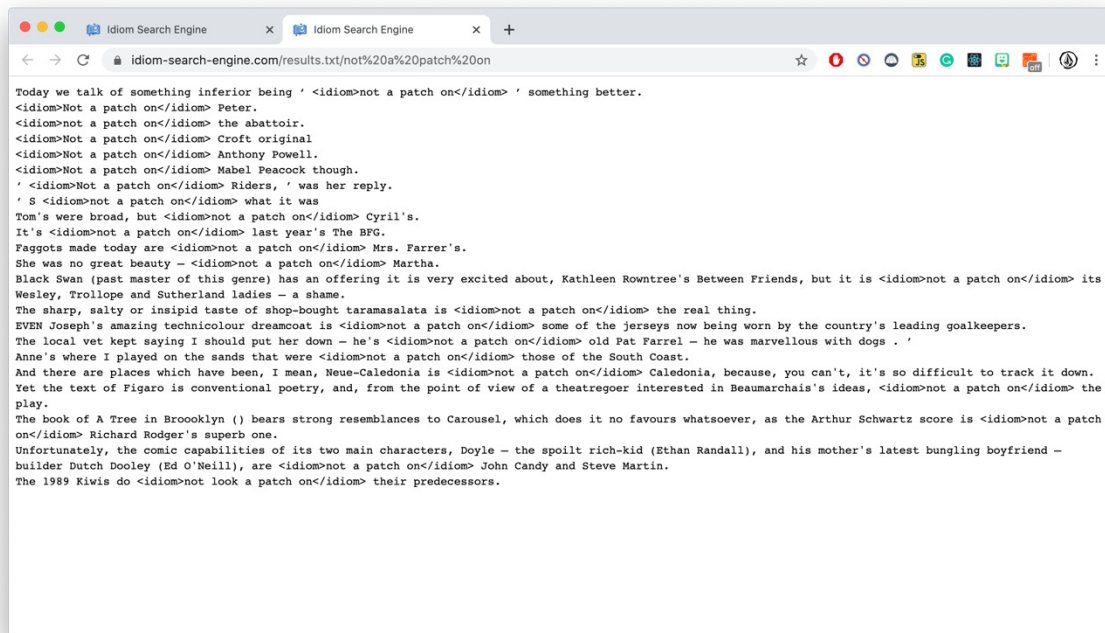 Idiom Search Engine
Idiom Search Engine
idiom-search-engine.com/results.txt/not%20a%20patch%20on
JS
off
Today we talk of something inferior being ‘ <idiom>not a patch on</idiom> ’ something better.
<idiom>Not a patch on</idiom> Peter.
<idiom>not a patch on</idiom> the abattoir.
<idiom>Not a patch on</idiom> Croft original
<idiom>Not a patch on</idiom> Anthony Powell.
<idiom>Not a patch on</idiom> Mabel Peacock though.
‘ <idiom>Not a patch on</idiom> Riders, ’ was her reply.
‘ S <idiom>not a patch on</idiom> what it was
Tom's were broad, but <idiom>not a patch on</idiom> Cyril's.
It's <idiom>not a patch on</idiom> last year's The BFG.
Faggots made today are <idiom>not a patch on</idiom> Mrs. Farrer's.
She was no great beauty — <idiom>not a patch on</idiom> Martha.
Black Swan (past master of this genre) has an offering it is very excited about, Kathleen Rowntree's Between Friends, but it is <idiom>not a patch on</idiom> its
Wesley, Trollope and Sutherland ladies — a shame.
The sharp, salty or insipid taste of shop-bought taramasalata is <idiom>not a patch on</idiom> the real thing.
EVEN Joseph's amazing technicolour dreamcoat is <idiom>not a patch on</idiom> some of the jerseys now being worn by the country's leading goalkeepers.
The local vet kept saying I should put her down — he's <idiom>not a patch on</idiom> old Pat Farrel — he was marvellous with dogs . ’
Anne's where I played on the sands that were <idiom>not a patch on</idiom> those of the South Coast.
And there are places which have been, I mean, Neue-Caledonia is <idiom>not a patch on</idiom> Caledonia, because, you can't, it's so difficult to track it down.
Yet the text of Figaro is conventional poetry, and, from the point of view of a theatregoer interested in Beaumarchais's ideas, <idiom>not a patch on</idiom> the
play.
The book of A Tree in Broooklyn () bears strong resemblances to Carousel, which does it no favours whatsoever, as the Arthur Schwartz score is <idiom>not a patch
on</idiom> Richard Rodger's superb one.
Unfortunately, the comic capabilities of its two main characters, Doyle — the spoilt rich-kid (Ethan Randall), and his mother's latest bungling boyfriend —
builder Dutch Dooley (Ed O'Neill), are <idiom>not a patch on</idiom> John Candy and Steve Martin.
The 1989 Kiwis do <idiom>not look a patch on</idiom> their predecessors.